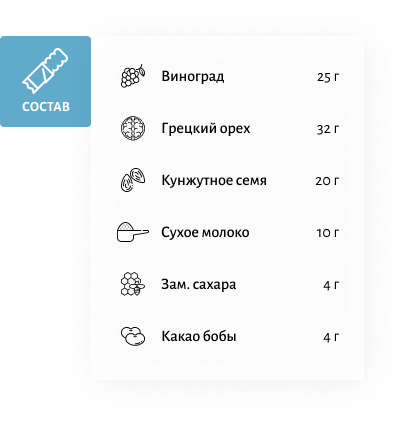 СОСТАВ
Виноград 25 г
Грецкий орех 32 г
Кунжутное семя 20 г
Сухое молоко 10 г
Зам. сахара 4 г
Какао бобы 4 г